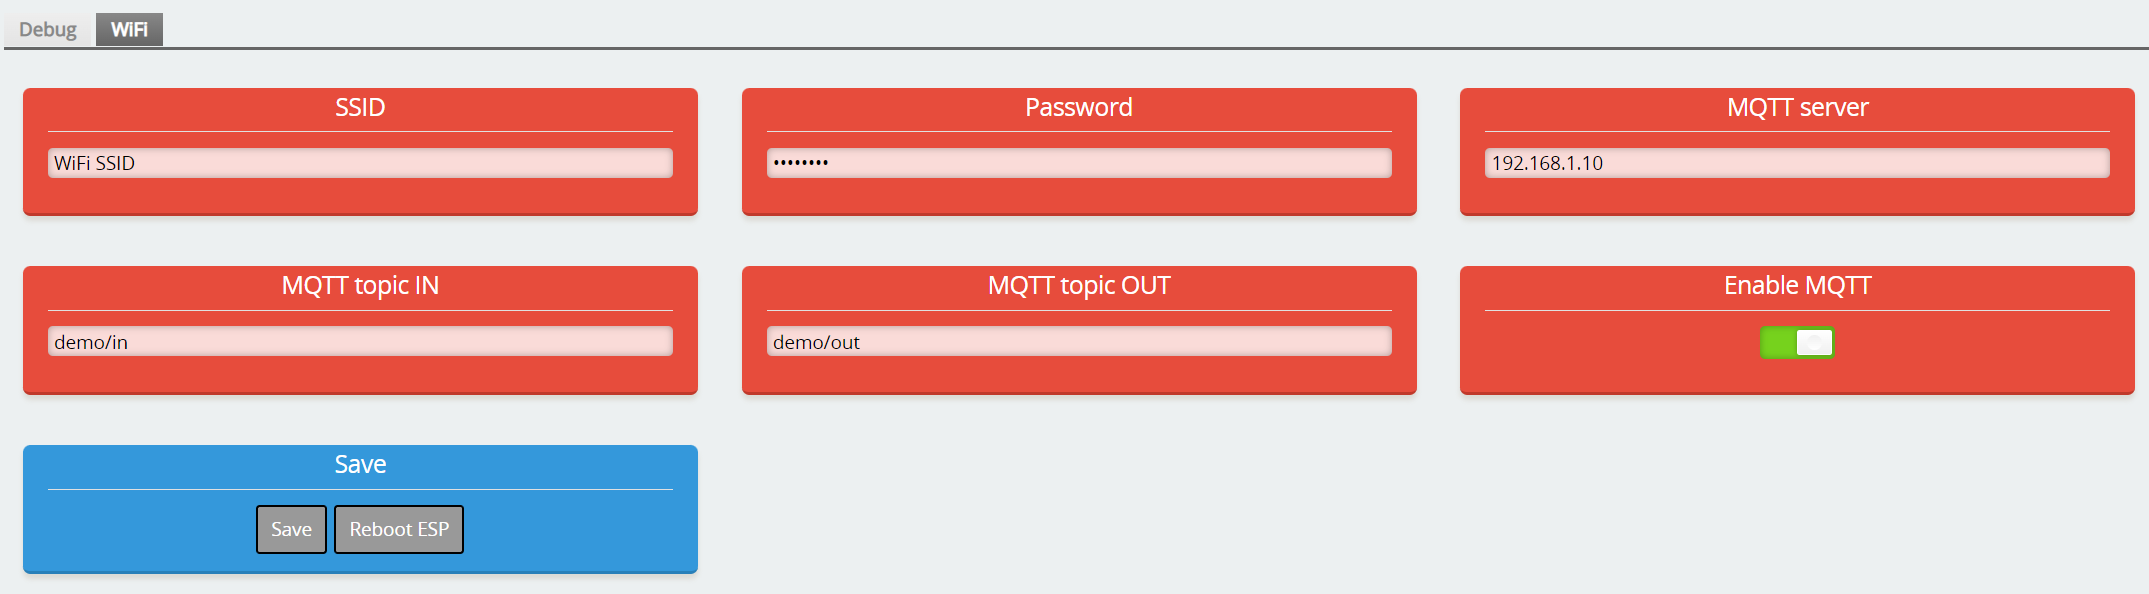 Debug WiFi
SSID
WiFi SSID
Password
••••••••
MQTT server
192.168.1.10
MQTT topic IN
demo/in
MQTT topic OUT
demo/out
Enable MQTT
Save
Save Reboot ESP